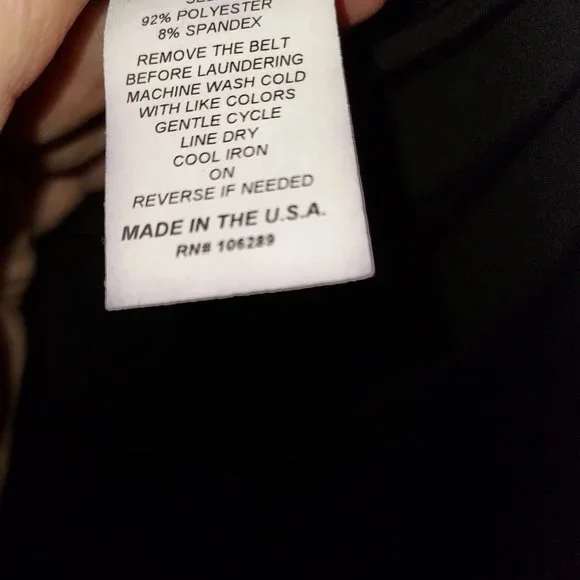 92% POLYESTER
8% SPANDEX
REMOVE THE BELT
BEFORE LAUNDERING
MACHINE WASH COLD
WITH LIKE COLORS
GENTLE CYCLE
LINE DRY
COOL IRON
ON
REVERSE IF NEEDED
MADE IN THE U.S.A.
RN# 106289